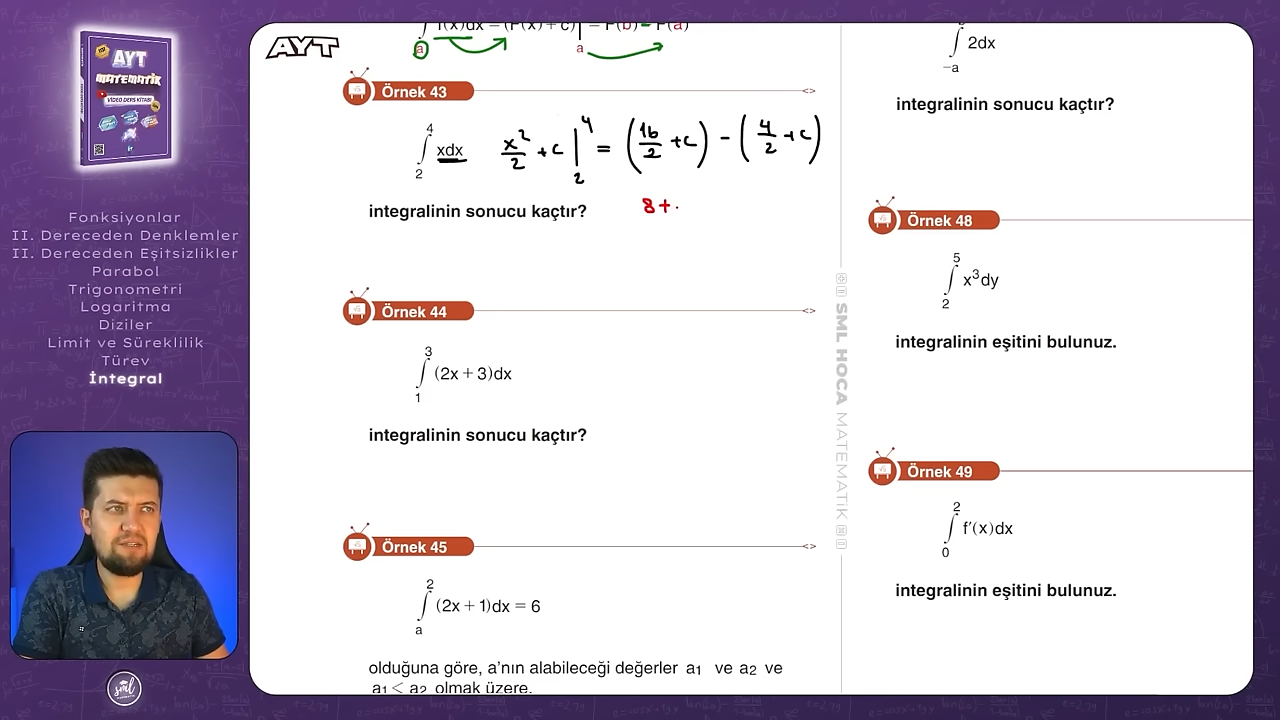 AYT
MATEMATİK
VİDEO DERS KİTABI
Fonksiyonlar
II. Dereceden Denklemler
II. Dereceden Eşitsizlikler
Parabol
Trigonometri
Logaritma
Diziler
Limit ve Süreklilik
Türev
İntegral
sml
AYT
∫ f(x)dx = (F(x) + c) | = F(b) - F(a)
a a
Örnek 43
4
∫ xdx
2
x²/2 + c |₂⁴ = (16/2 + c) - (4/2 + c)
8+
integralinin sonucu kaçtır?
Örnek 44
3
∫ (2x + 3)dx
1
integralinin sonucu kaçtır?
Örnek 45
2
∫ (2x + 1)dx = 6
a
olduğuna göre, a'nın alabileceği değerler a₁ ve a₂ ve
a₁ < a₂ olmak üzere,
SML HOCA MATEMATİK
∫ 2dx
-a
integralinin sonucu kaçtır?
Örnek 48
5
∫ x³dy
2
integralinin eşitini bulunuz.
Örnek 49
2
∫ f'(x)dx
0
integralinin eşitini bulunuz.